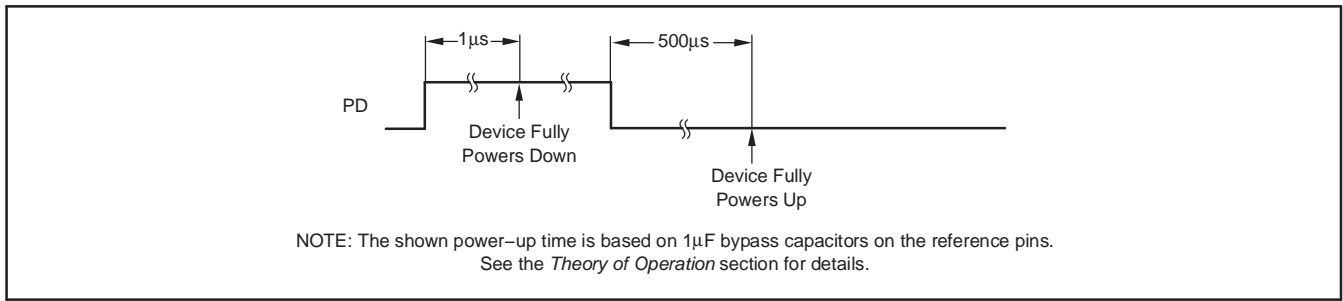 1μs
500μs
PD
Device Fully
Powers Down
Device Fully
Powers Up
NOTE: The shown power−up time is based on 1μF bypass capacitors on the reference pins.
See the Theory of Operation section for details.